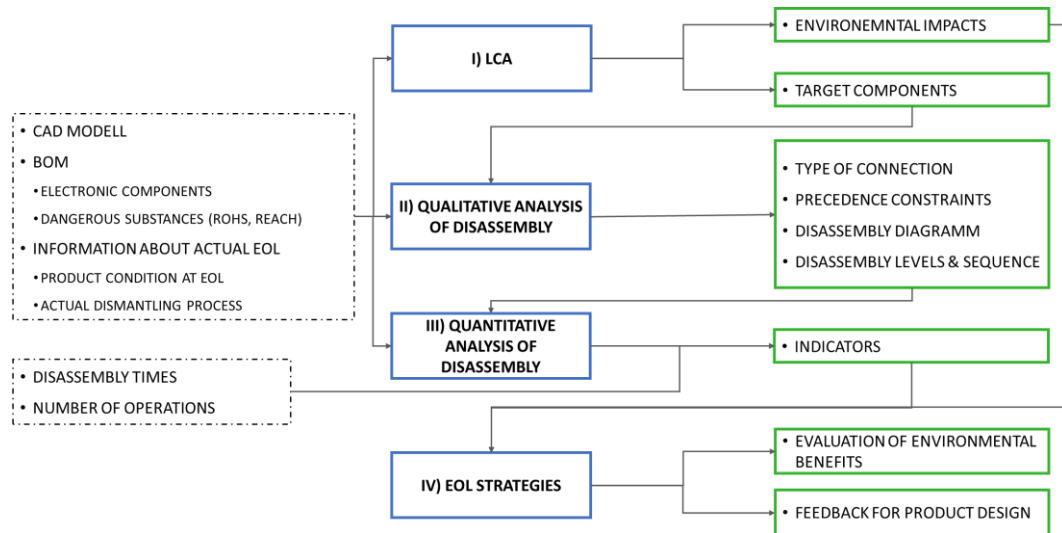 • CAD MODELL
• BOM
• ELECTRONIC COMPONENTS
• DANGEROUS SUBSTANCES (ROHS, REACH)
• INFORMATION ABOUT ACTUAL EOL
• PRODUCT CONDITION AT EOL
• ACTUAL DISMANTLING PROCESS
• DISASSEMBLY TIMES
• NUMBER OF OPERATIONS
I) LCA
II) QUALITATIVE ANALYSIS
OF DISASSEMBLY
III) QUANTITATIVE
ANALYSIS OF
DISASSEMBLY
IV) EOL STRATEGIES
• ENVIRONEMNTAL IMPACTS
• TARGET COMPONENTS
• TYPE OF CONNECTION
• PRECEDENCE CONSTRAINTS
• DISASSEMBLY DIAGRAMM
• DISASSEMBLY LEVELS & SEQUENCE
• INDICATORS
• EVALUATION OF ENVIRONMENTAL
BENEFITS
• FEEDBACK FOR PRODUCT DESIGN